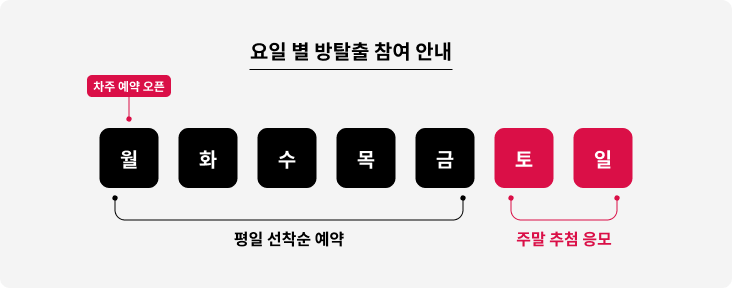 요일 별 방탈출 참여 안내
차주 예약 오픈
월 화 수 목 금 토 일
평일 선착순 예약 주말 추첨 응모